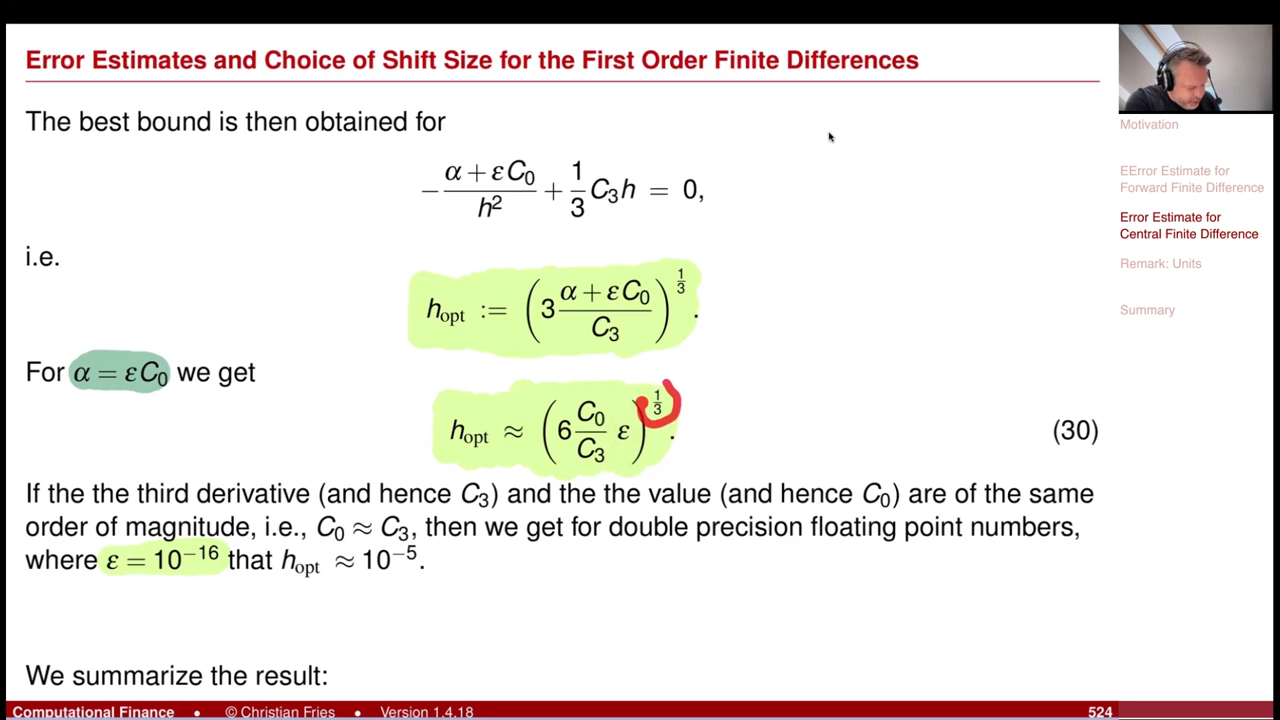 Error Estimates and Choice of Shift Size for the First Order Finite Differences
The best bound is then obtained for
− (α + εC₀)/h² + (1/3) C₃h = 0,
i.e.
h_opt := (3 (α + εC₀)/C₃)^(1/3).
For α = εC₀ we get
h_opt ≈ (6 (C₀/C₃) ε)^(1/3). (30)
If the the third derivative (and hence C₃) and the the value (and hence C₀) are of the same
order of magnitude, i.e., C₀ ≈ C₃, then we get for double precision floating point numbers,
where ε = 10⁻¹⁶ that h_opt ≈ 10⁻⁵.
We summarize the result:
Computational Finance • © Christian Fries • Version 1.4.18 524
Motivation
EError Estimate for
Forward Finite Difference
Error Estimate for
Central Finite Difference
Remark: Units
Summary